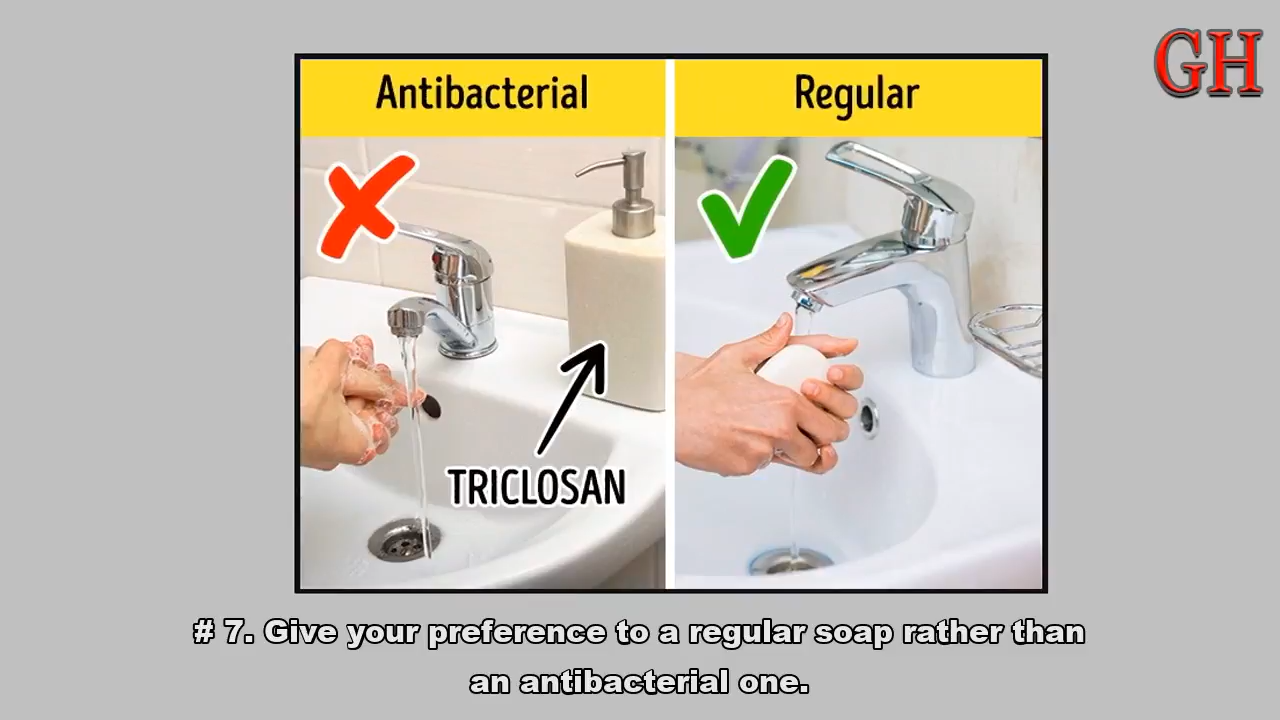 GH
Antibacterial
Regular
TRICLOSAN
# 7. Give your preference to a regular soap rather than
an antibacterial one.